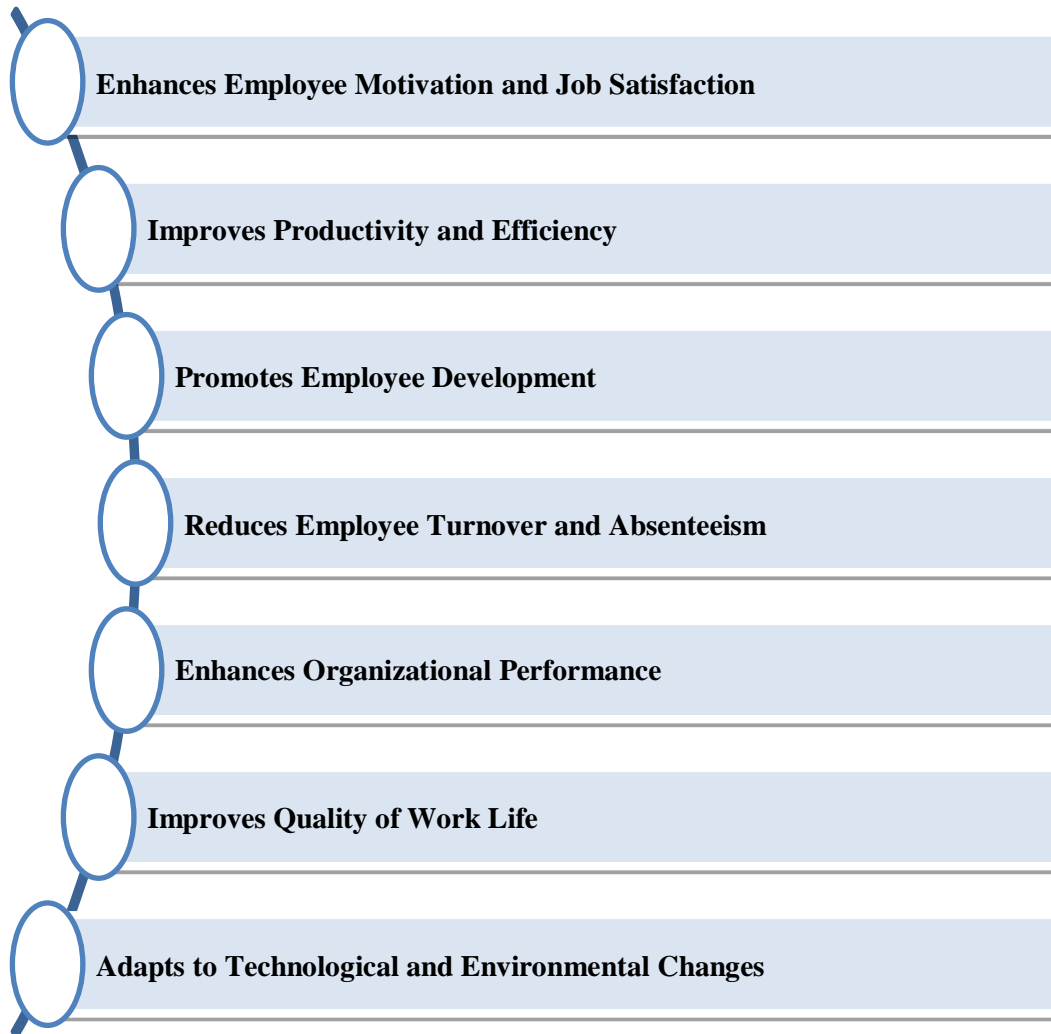 Enhances Employee Motivation and Job Satisfaction
Improves Productivity and Efficiency
Promotes Employee Development
Reduces Employee Turnover and Absenteeism
Enhances Organizational Performance
Improves Quality of Work Life
Adapts to Technological and Environmental Changes